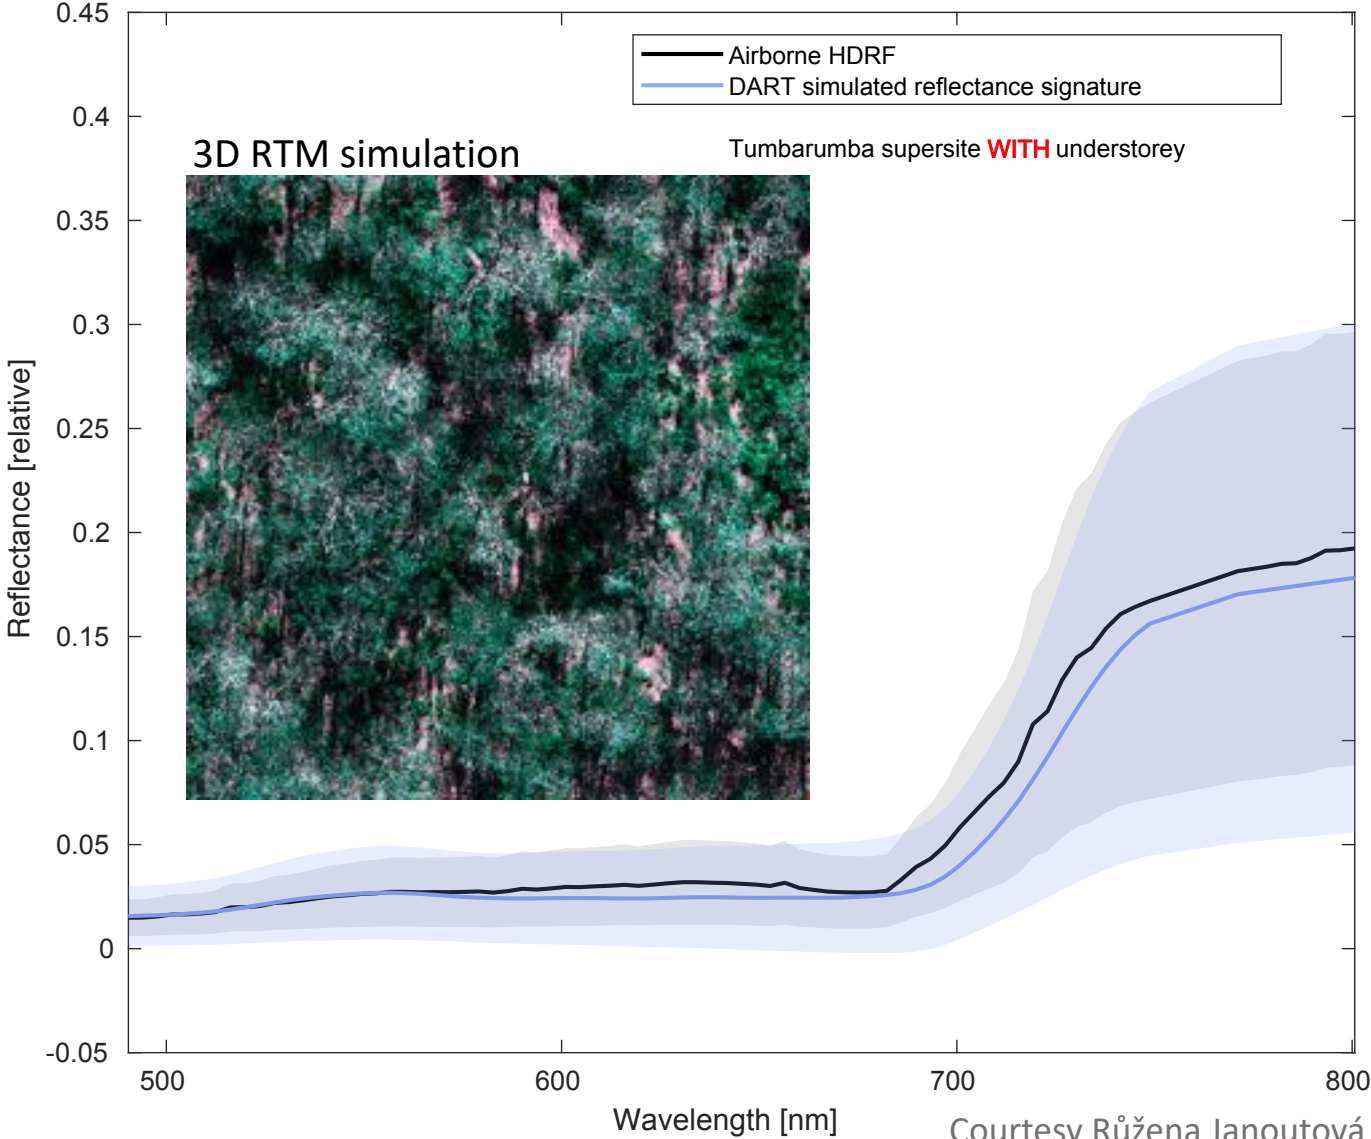 0.45
0.4
0.35
0.3
0.25
0.2
0.15
0.1
0.05
0
-0.05
Reflectance [relative]
Airborne HDRF
DART simulated reflectance signature
3D RTM simulation
Tumbarumba supersite WITH understorey
500
600
700
800
Wavelength [nm]
Courtesy Růžena Janoutová